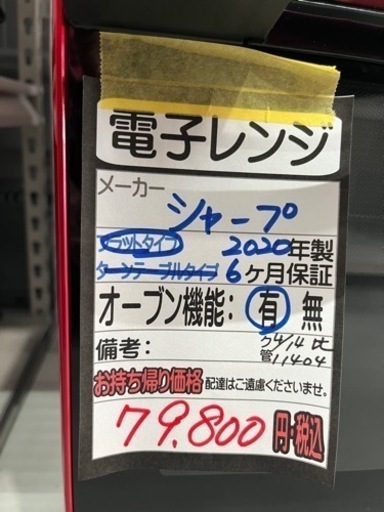 電子レンジ
メーカー
シャープ
フラットタイプ 2020年製
ターンテーブルタイプ 6ヶ月保証
オーブン機能：有 無
備考：
管11404
お持ち帰り価格 配達はご遠慮くださいませ。
79.800円・税込